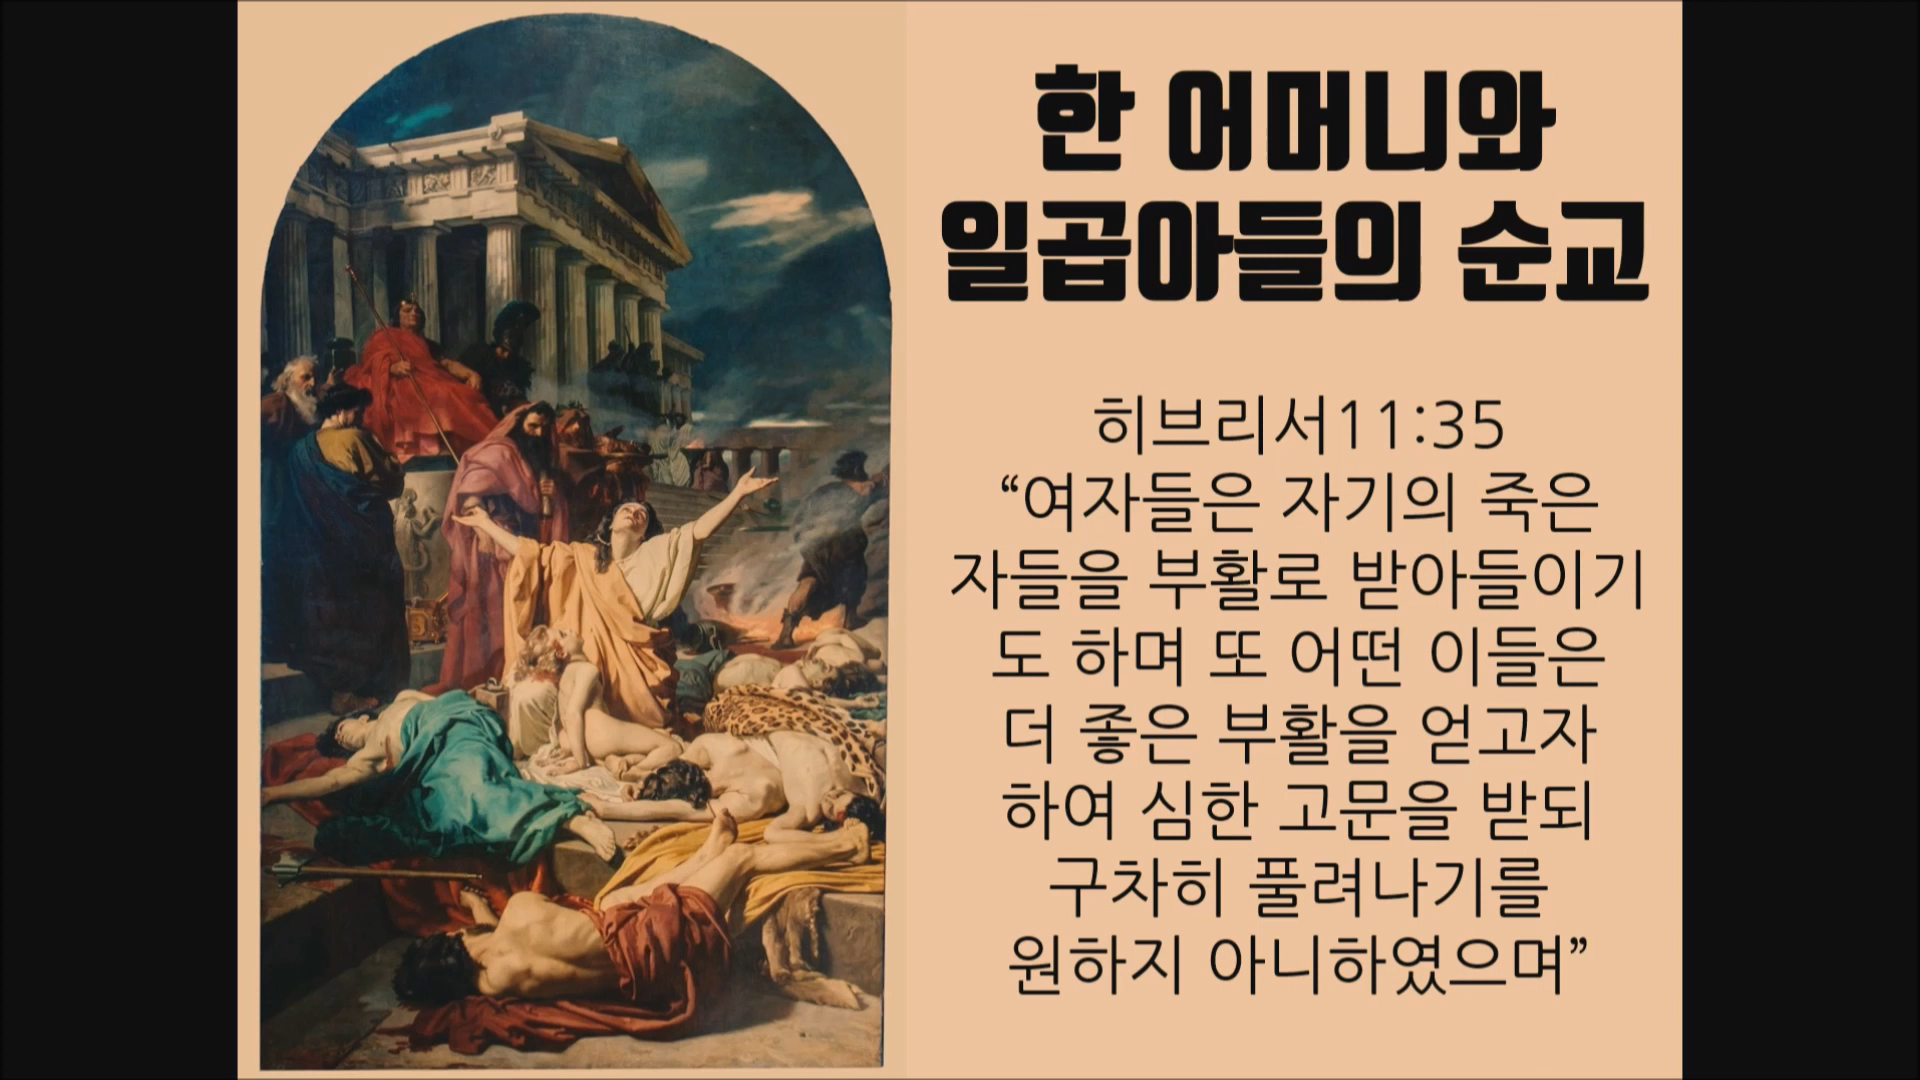 한 어머니와
일곱아들의 순교
히브리서11:35
“여자들은 자기의 죽은
자들을 부활로 받아들이기
도 하며 또 어떤 이들은
더 좋은 부활을 얻고자
하여 심한 고문을 받되
구차히 풀려나기를
원하지 아니하였으며”